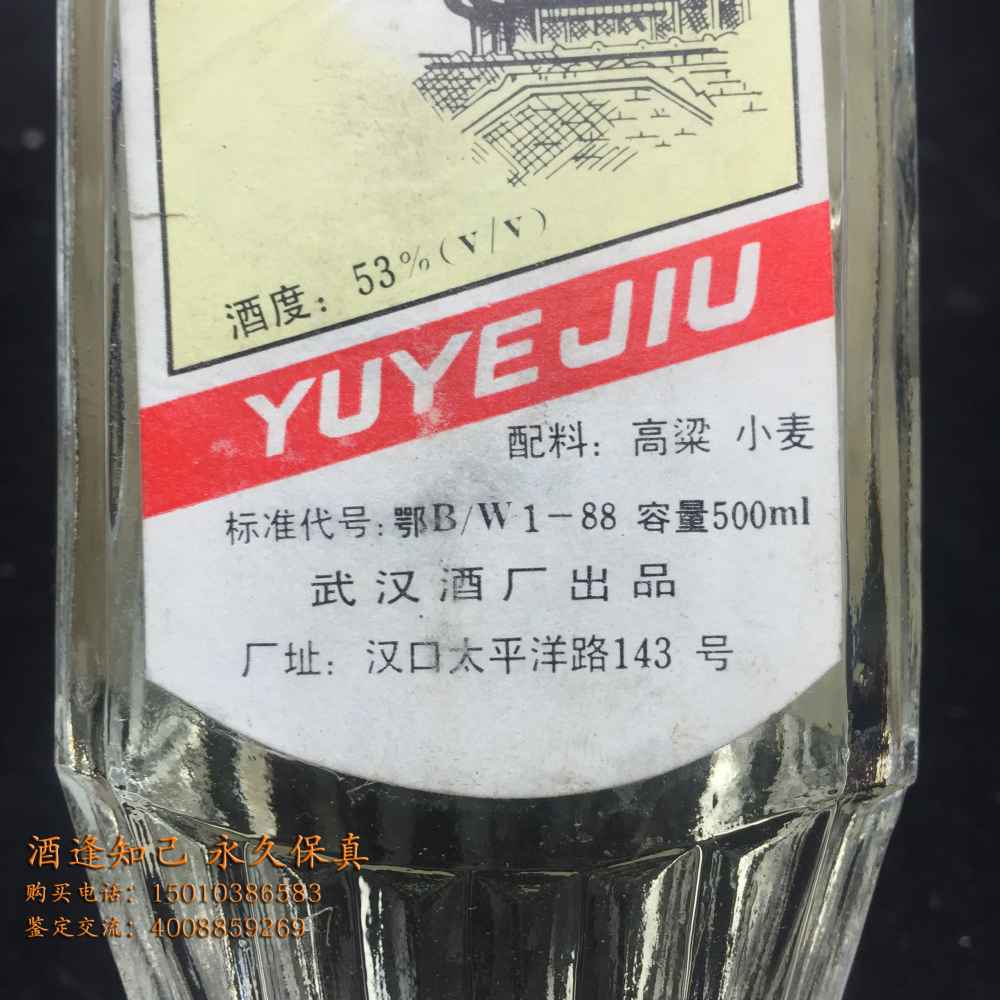 酒度：53%(V/V)
YUYEJIU
配料：高粱 小麦
标准代号:鄂B/W1-88 容量500ml
武汉酒厂出品
厂址：汉口太平洋路143 号
酒逢知己 永久保真
购买电话：15010386583
鉴定交流：4008859269